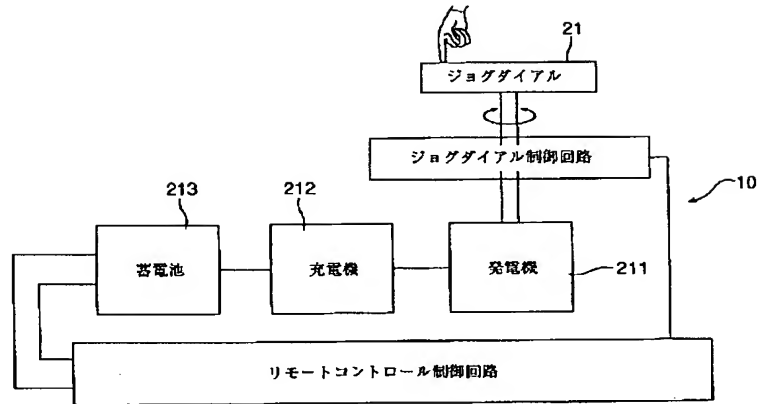 21
ジョグダイアル
ジョグダイアル制御回路
10
213
212
蓄電池
充電機
発電機
211
リモートコントロール制御回路